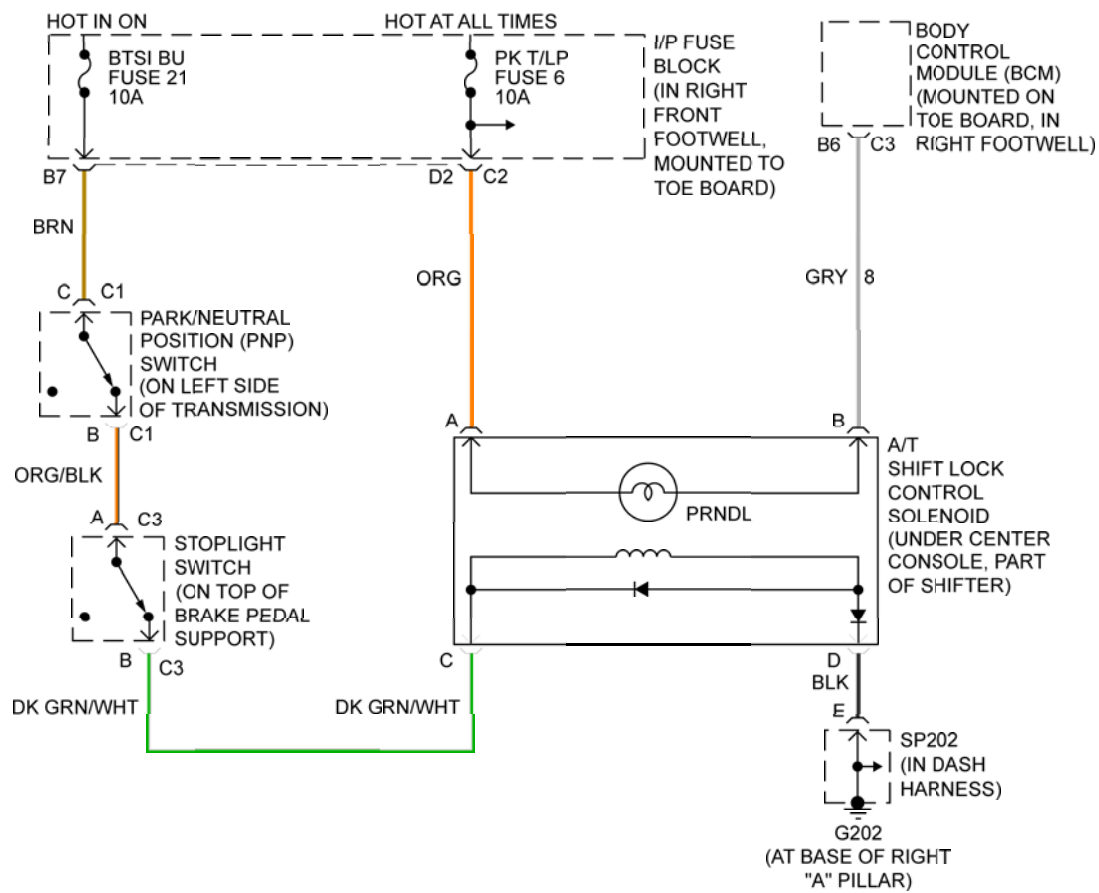 HOT IN ON
HOT AT ALL TIMES
BTSI BU
FUSE 21
10A
PK T/LP
FUSE 6
10A
I/P FUSE
BLOCK
(IN RIGHT
FRONT
FOOTWELL,
MOUNTED TO
TOE BOARD)
BODY
CONTROL
MODULE (BCM)
(MOUNTED ON
TOE BOARD, IN
RIGHT FOOTWELL)
B7
D2
C2
B6
C3
BRN
ORG
GRY
8
C
C1
PARK/NEUTRAL
POSITION (PNP)
SWITCH
(ON LEFT SIDE
OF TRANSMISSION)
B
C1
ORG/BLK
A
C3
STOPLIGHT
SWITCH
(ON TOP OF
BRAKE PEDAL
SUPPORT)
B
C3
DK GRN/WHT
DK GRN/WHT
A
B
PRNDL
A/T
SHIFT LOCK
CONTROL
SOLENOID
(UNDER CENTER
CONSOLE, PART
OF SHIFTER)
C
D
BLK
E
SP202
(IN DASH
HARNESS)
G202
(AT BASE OF RIGHT
"A" PILLAR)